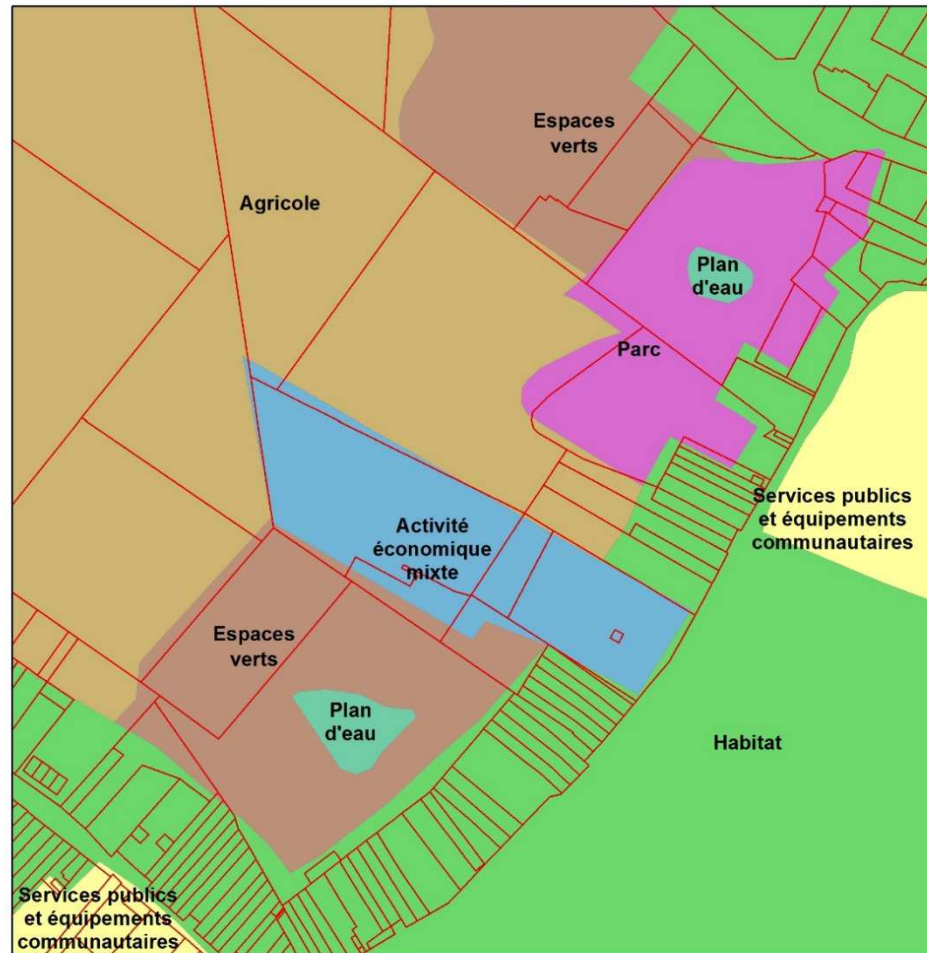 Espaces
verts
Agricole
Plan
d'eau
Parc
Services publics
et équipements
communautaires
Activité
économique
mixte
Espaces
verts
Plan
d'eau
Habitat
Services publics
et équipements
communautaires